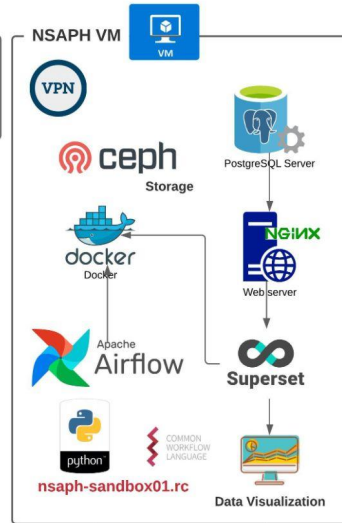 NSAPH VM
VM
VPN
PostgreSQL Server
ceph
Storage
NGINX
Web server
docker
Docker
Apache
Airflow
Superset
python
COMMON
WORKFLOW
LANGUAGE
nsaph-sandbox01.rc
Data Visualization